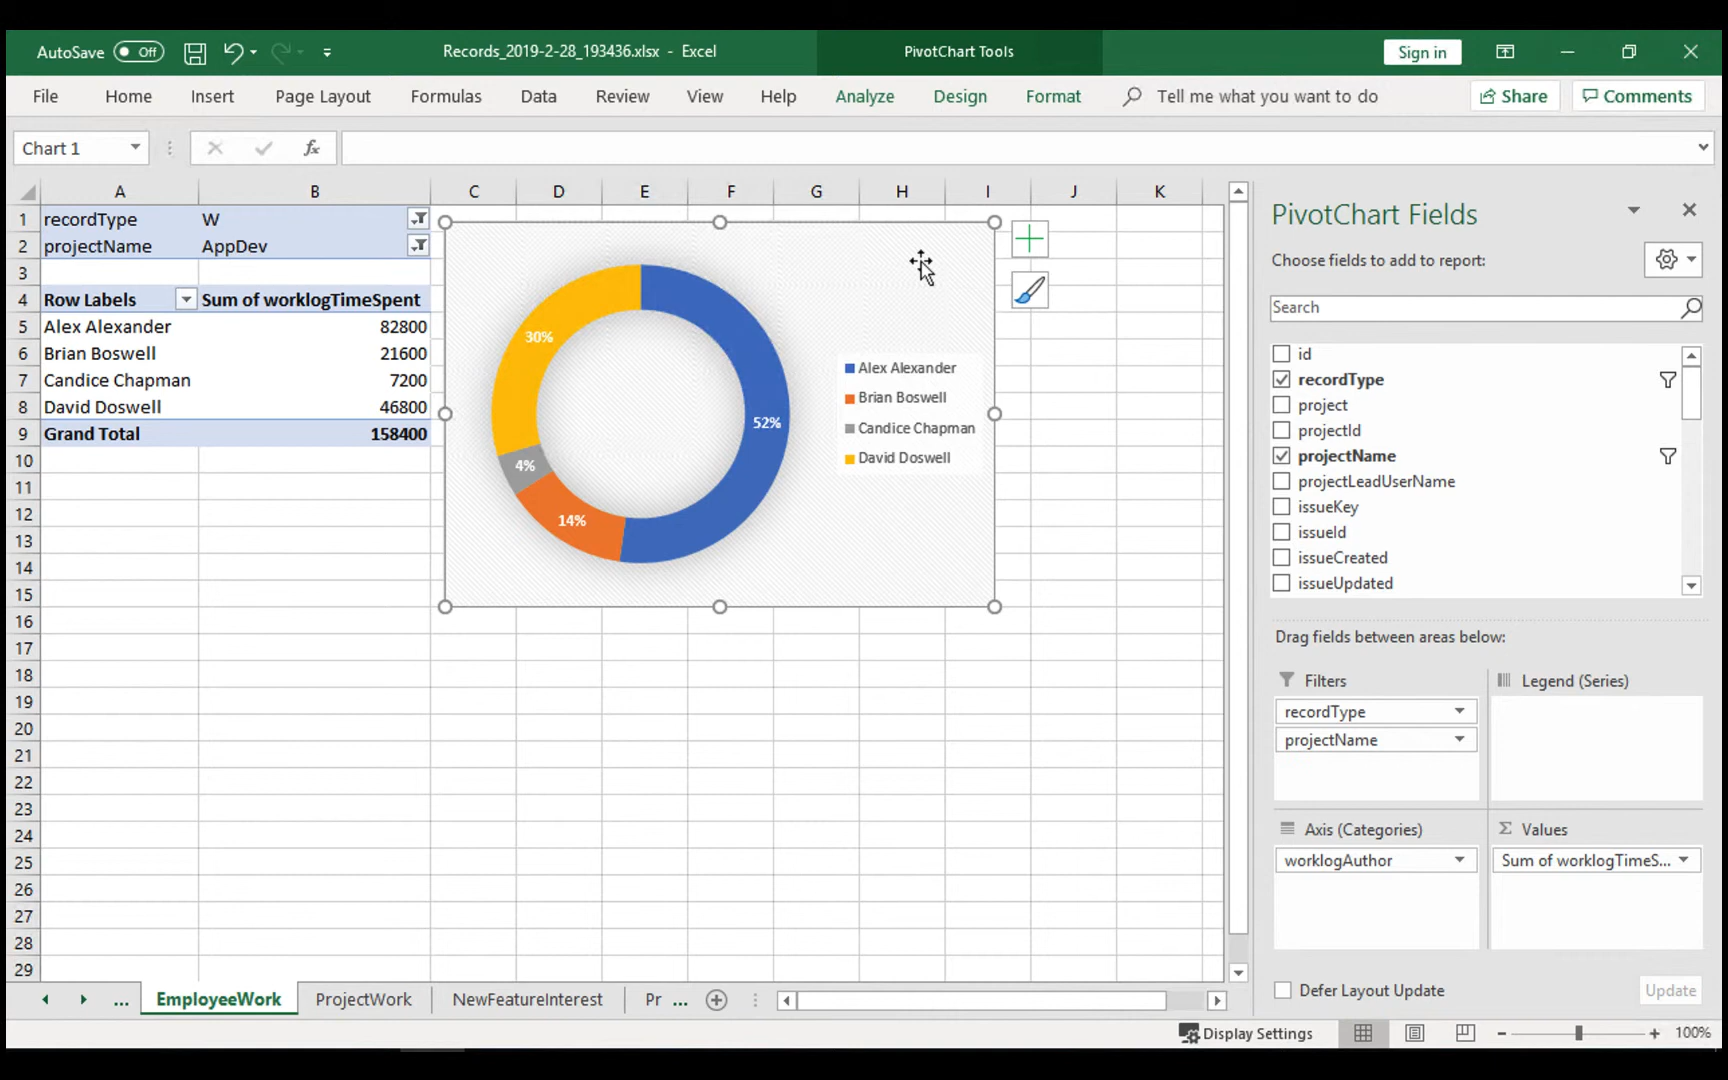 AutoSave Off Records_2019-2-28_193436.xlsx - Excel PivotChart Tools Sign in
File Home Insert Page Layout Formulas Data Review View Help Analyze Design Format Tell me what you want to do Share Comments
Chart 1 fx
A B C D E F G H I J K
1 recordType W
2 projectName AppDev
3
4 Row Labels Sum of worklogTimeSpent
5 Alex Alexander 82800
6 Brian Boswell 21600
7 Candice Chapman 7200
8 David Doswell 46800
9 Grand Total 158400
10
11
12
13
14
15
16
17
18
19
20
21
22
23
24
25
26
27
28
29
30%
52%
4%
14%
Alex Alexander
Brian Boswell
Candice Chapman
David Doswell
PivotChart Fields
Choose fields to add to report:
Search
id
recordType
project
projectId
projectName
projectLeadUserName
issueKey
issueId
issueCreated
issueUpdated
Drag fields between areas below:
Filters Legend (Series)
recordType
projectName
Axis (Categories) Σ Values
worklogAuthor Sum of worklogTimeS...
Defer Layout Update Update
... EmployeeWork ProjectWork NewFeatureInterest Pr ...
Display Settings 100%